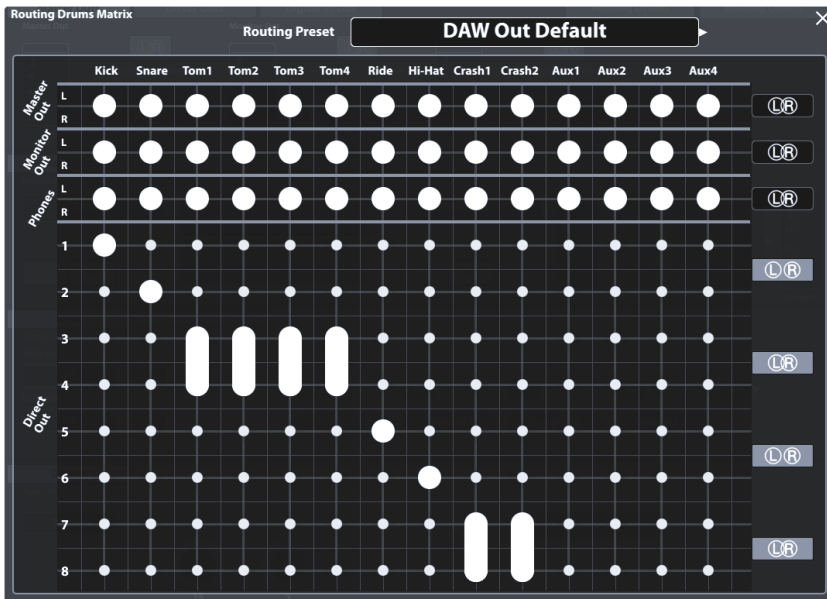 Routing Drums Matrix
Routing Preset DAW Out Default
Kick Snare Tom1 Tom2 Tom3 Tom4 Ride Hi-Hat Crash1 Crash2 Aux1 Aux2 Aux3 Aux4
Master
Out
L
R
LR
Monitor
Out
L
R
LR
Phones
L
R
LR
Direct
Out
1
LR
2
3
LR
4
5
LR
6
7
LR
8